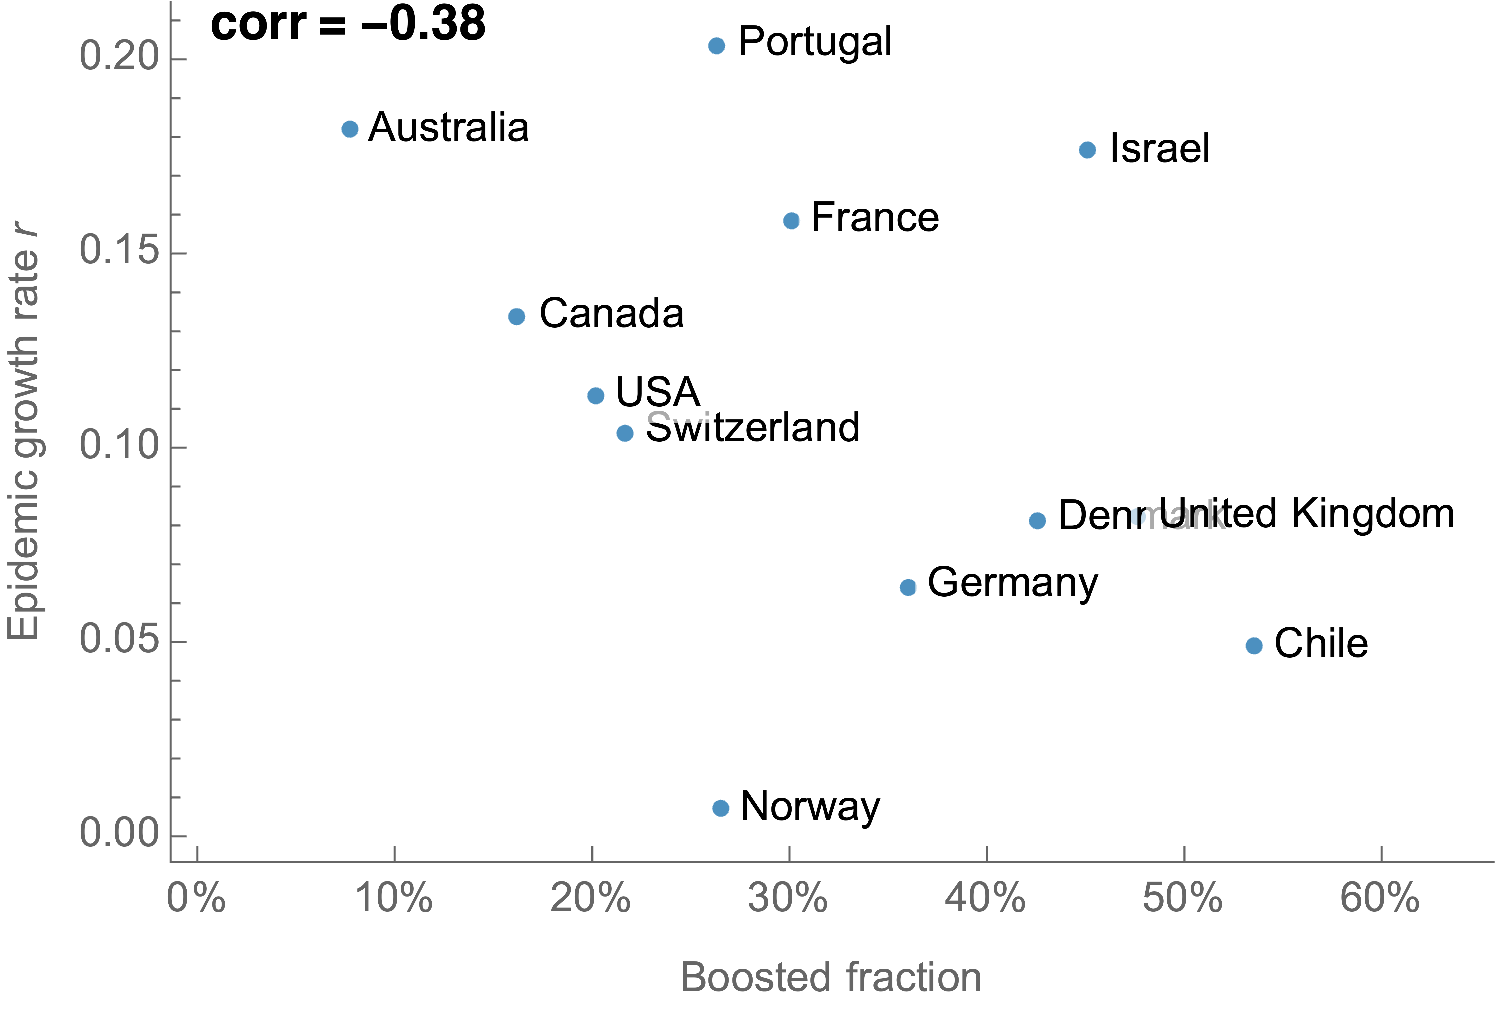 corr = −0.38
Portugal
0.20
Australia
Israel
France
0.15
Canada
USA
Switzerland
0.10
Denmark
United Kingdom
Germany
0.05
Chile
Norway
0.00
0%
10%
20%
30%
40%
50%
60%
Boosted fraction
Epidemic growth rate r